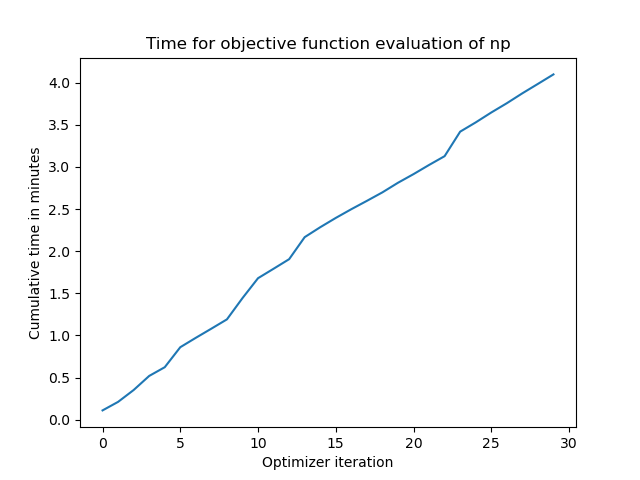 Time for objective function evaluation of np
Cumulative time in minutes
4.0
3.5
3.0
2.5
2.0
1.5
1.0
0.5
0.0
0 5 10 15 20 25 30
Optimizer iteration